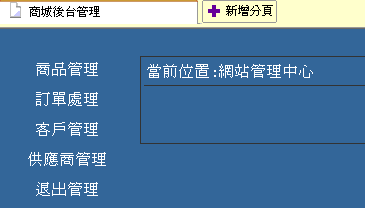 商城後台管理
新增分頁
商品管理
當前位置:網站管理中心
訂單處理
客戶管理
供應商管理
退出管理